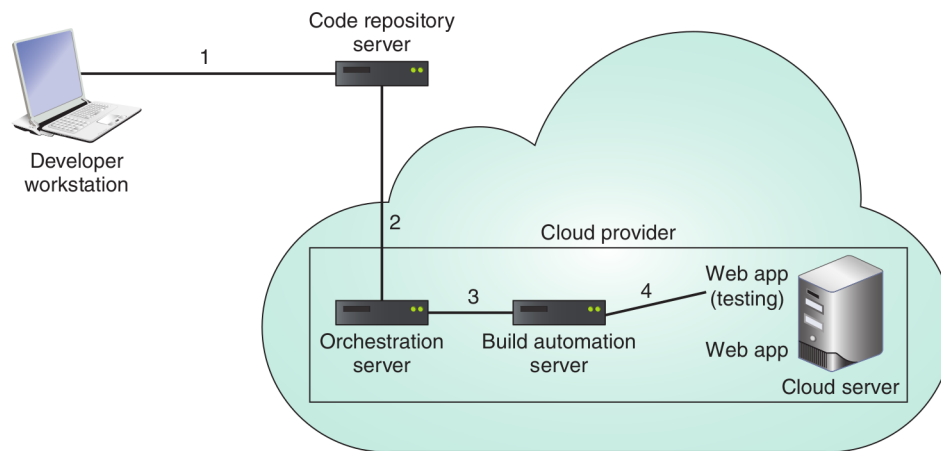 Code repository
server
1
Developer
workstation
2
Cloud provider
3
4
Web app
(testing)
Orchestration
server
Build automation
server
Web app
Cloud server